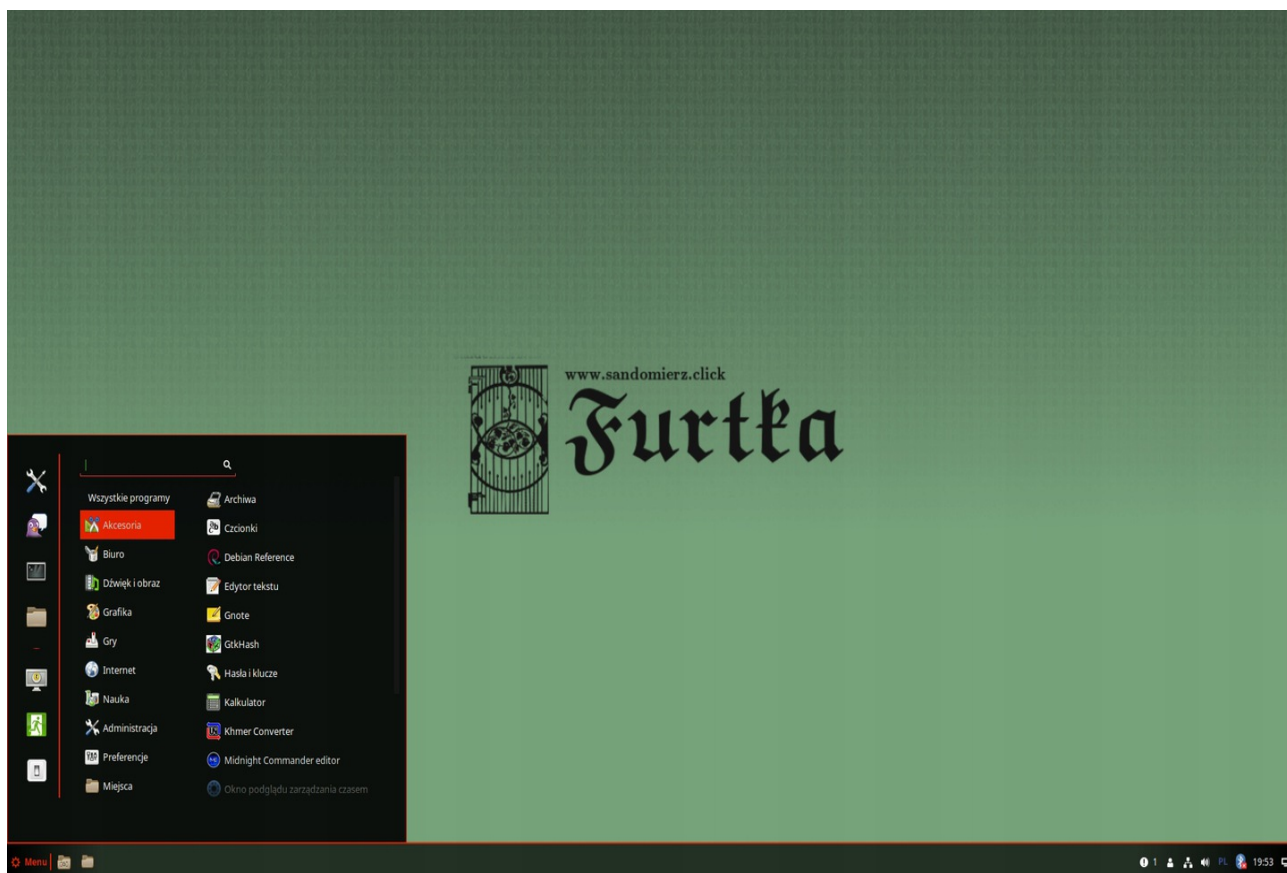 www.sandomierz.click
Furtka
Wszystkie programy
Akcesoria
Biuro
Dźwięk i obraz
Grafika
Gry
Internet
Nauka
Administracja
Preferencje
Miejsca
Archiwa
Czcionki
Debian Reference
Edytor tekstu
Gnote
GtkHash
Hasła i klucze
Kalkulator
Khmer Converter
Midnight Commander editor
Okno podglądu zarządzania czasem
Menu
1 PL 19:53